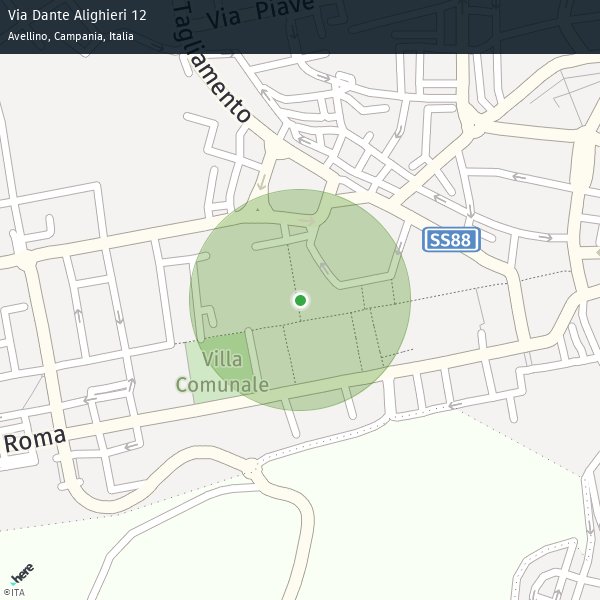 Via Dante Alighieri 12
Avellino, Campania, Italia
Via Piave
Tagliamento
SS88
Villa
Comunale
Roma
here
©ITA